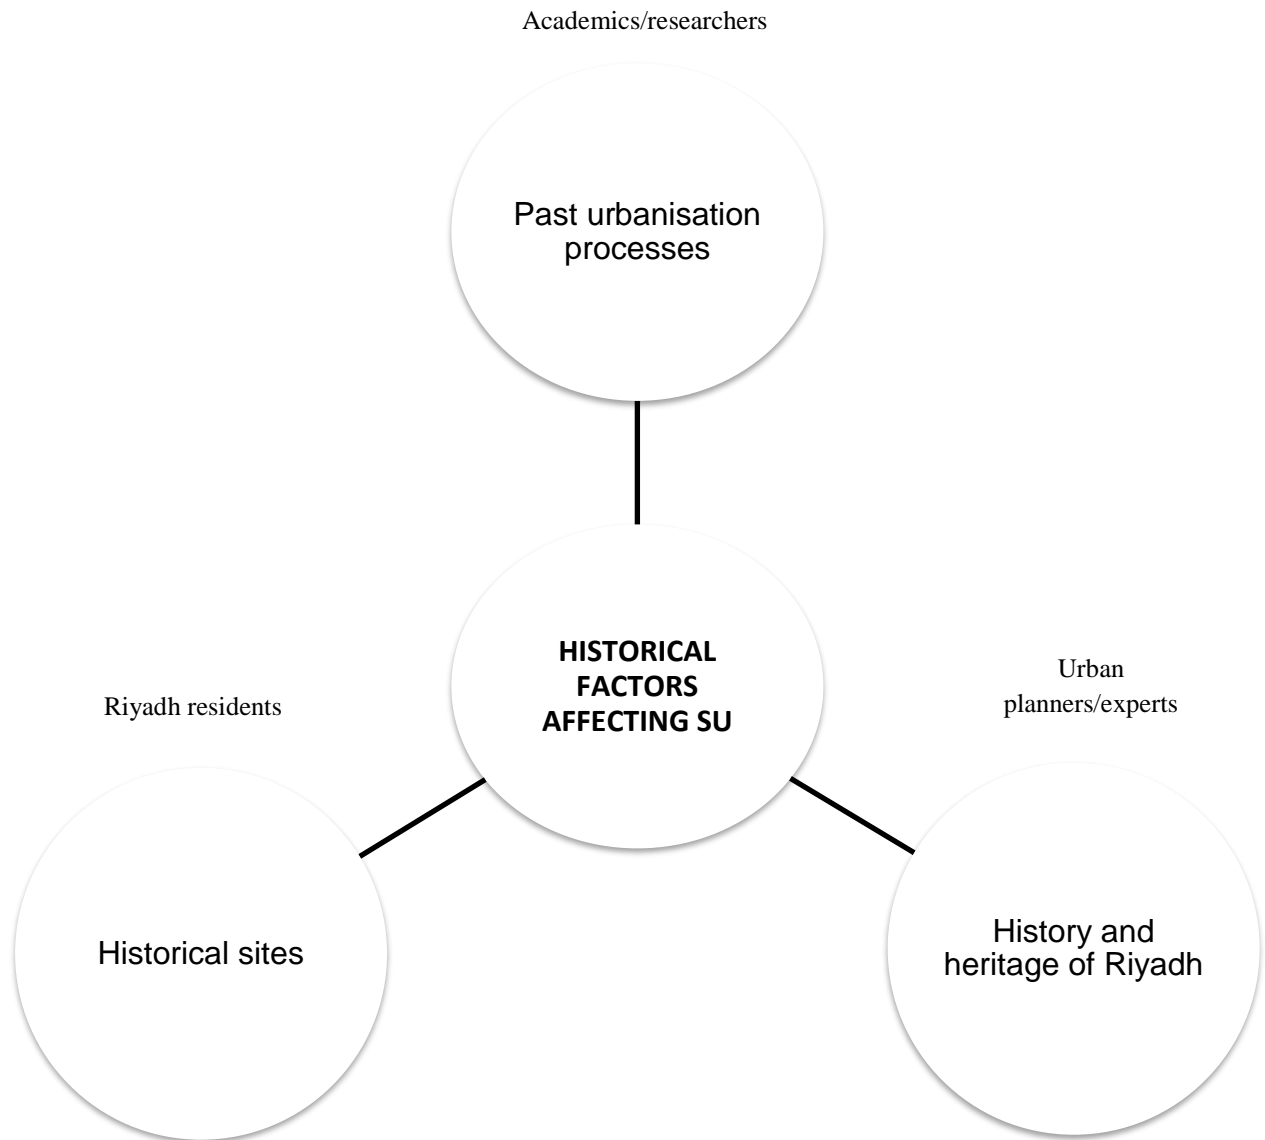 Academics/researchers
Past urbanisation
processes
HISTORICAL
FACTORS
AFFECTING SU
Riyadh residents
Historical sites
Urban
planners/experts
History and
heritage of Riyadh